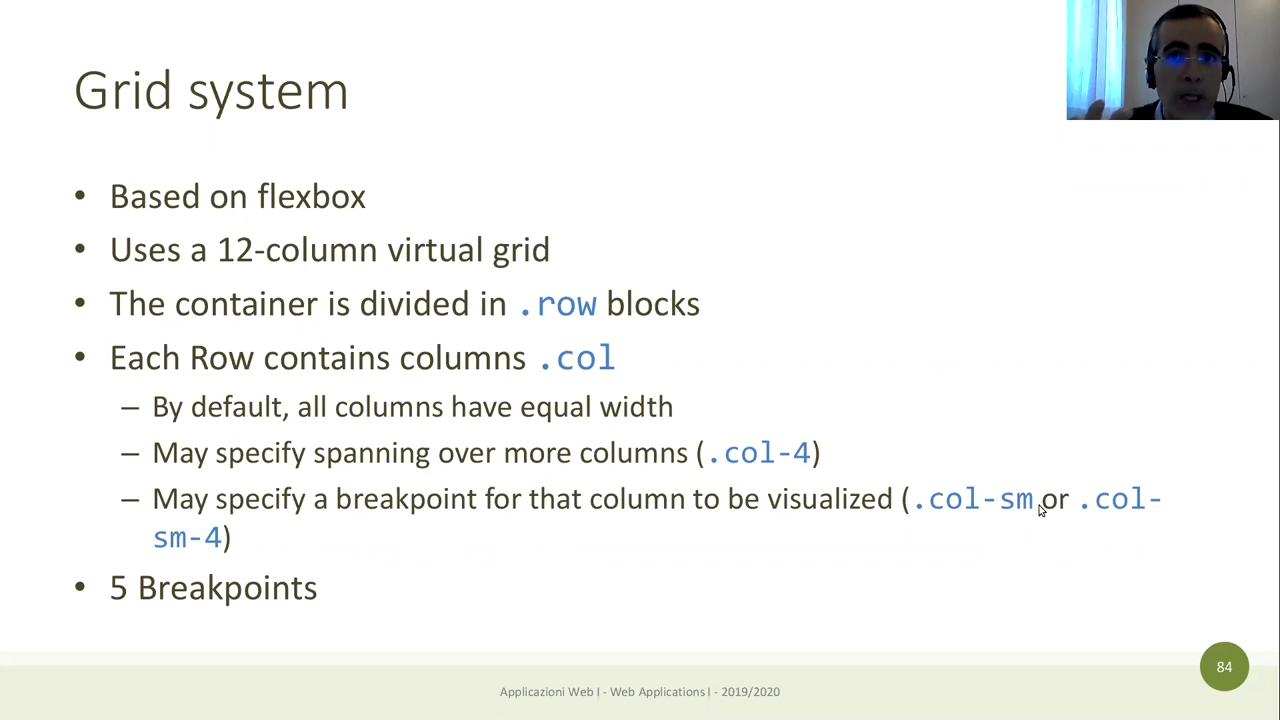 Grid system
• Based on flexbox
• Uses a 12-column virtual grid
• The container is divided in .row blocks
• Each Row contains columns .col
– By default, all columns have equal width
– May specify spanning over more columns (.col-4)
– May specify a breakpoint for that column to be visualized (.col-sm or .col-
sm-4)
• 5 Breakpoints
84
Applicazioni Web I - Web Applications I - 2019/2020